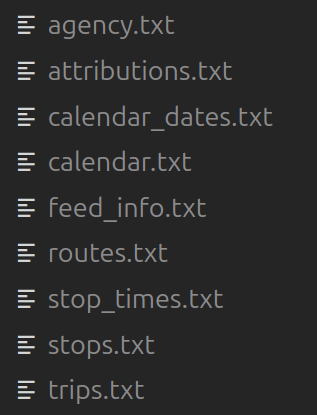 agency.txt
attributions.txt
calendar_dates.txt
calendar.txt
feed_info.txt
routes.txt
stop_times.txt
stops.txt
trips.txt